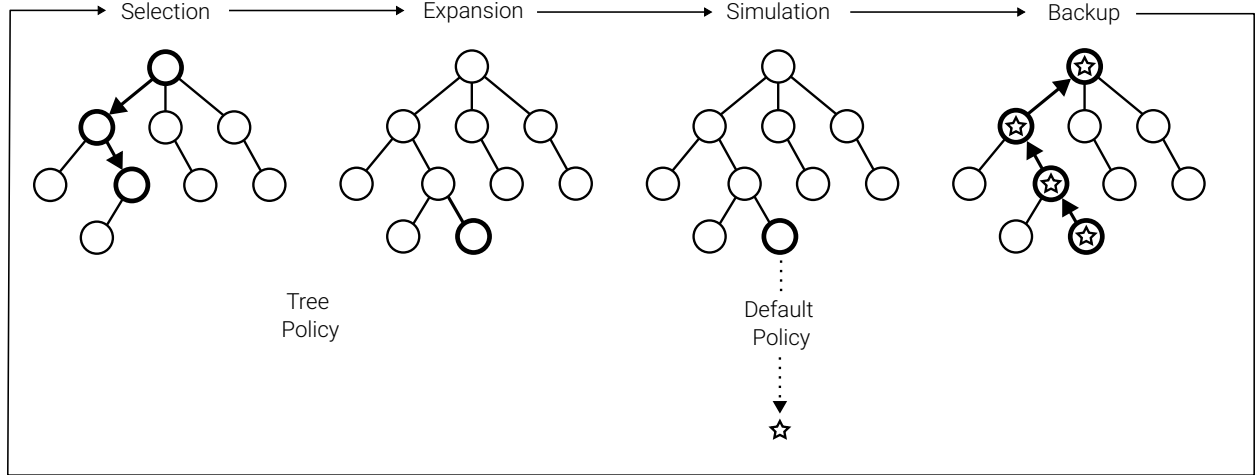 Selection
Expansion
Simulation
Backup
Tree
Policy
Default
Policy